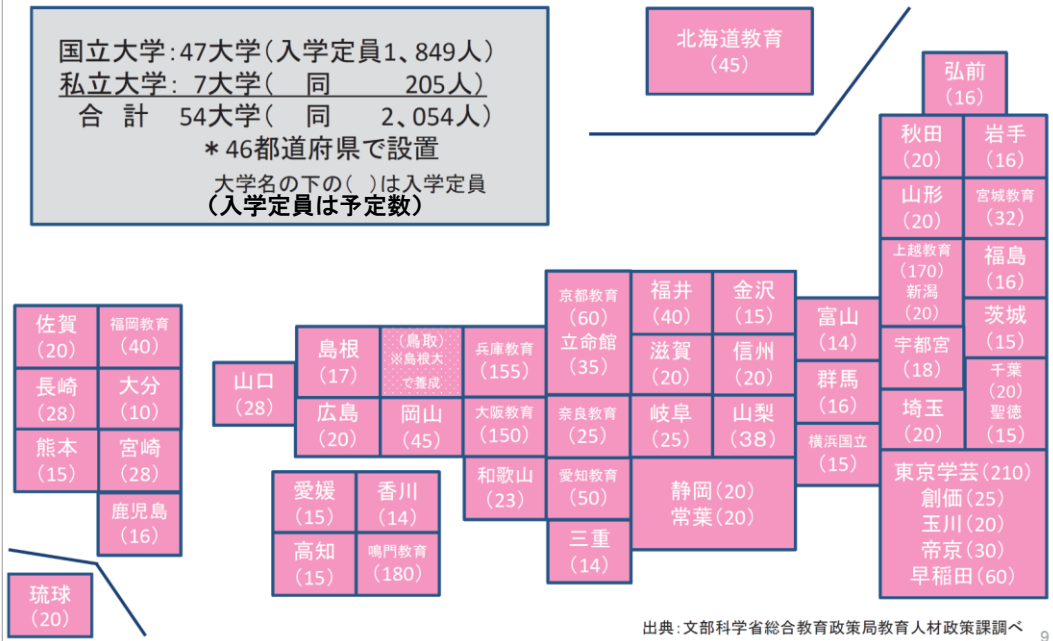 国立大学:47大学(入学定員1、849人)
私立大学: 7大学( 同 205人)
合 計 54大学( 同 2、054人)
*46都道府県で設置
大学名の下の( )は入学定員
(入学定員は予定数)
北海道教育
(45)
弘前
(16)
秋田
(20)
岩手
(16)
山形
(20)
宮城教育
(32)
上越教育
(170)
新潟
(20)
福島
(16)
茨城
(15)
宇都宮
(18)
千葉
(20)
聖徳
(15)
埼玉
(20)
東京学芸(210)
創価(25)
玉川(20)
帝京(30)
早稲田(60)
富山
(14)
群馬
(16)
横浜国立
(15)
福井
(40)
金沢
(15)
滋賀
(20)
信州
(20)
岐阜
(25)
山梨
(38)
静岡(20)
常葉(20)
京都教育
(60)
立命館
(35)
奈良教育
(25)
愛知教育
(50)
三重
(14)
兵庫教育
(155)
大阪教育
(150)
和歌山
(23)
島根
(17)
(鳥取)
※島根大
で養成
広島
(20)
岡山
(45)
山口
(28)
愛媛
(15)
香川
(14)
高知
(15)
鳴門教育
(180)
佐賀
(20)
福岡教育
(40)
長崎
(28)
大分
(10)
熊本
(15)
宮崎
(28)
鹿児島
(16)
琉球
(20)
出典:文部科学省総合教育政策局教育人材政策課調べ
9